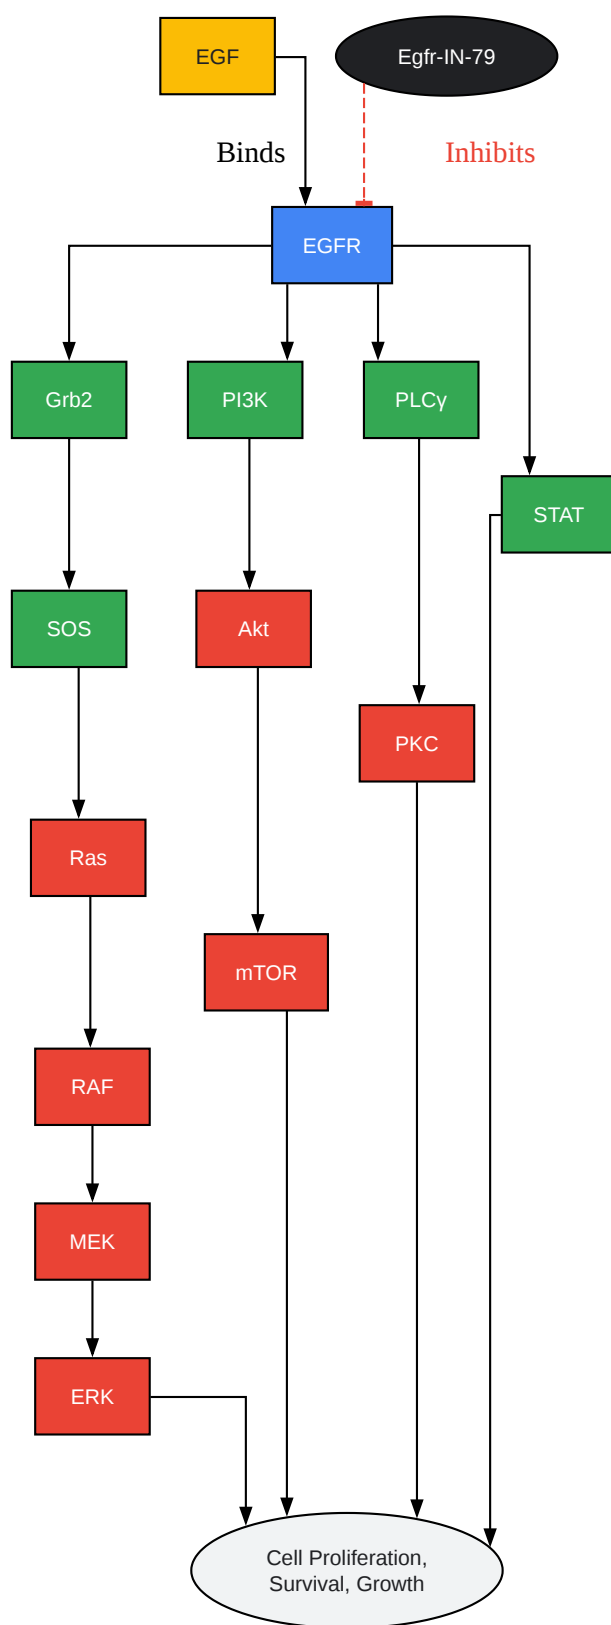 EGF
Egfr-IN-79
Binds
Inhibits
EGFR
Grb2
PI3K
PLCγ
STAT
SOS
Akt
PKC
Ras
mTOR
RAF
MEK
ERK
Cell Proliferation,
Survival, Growth